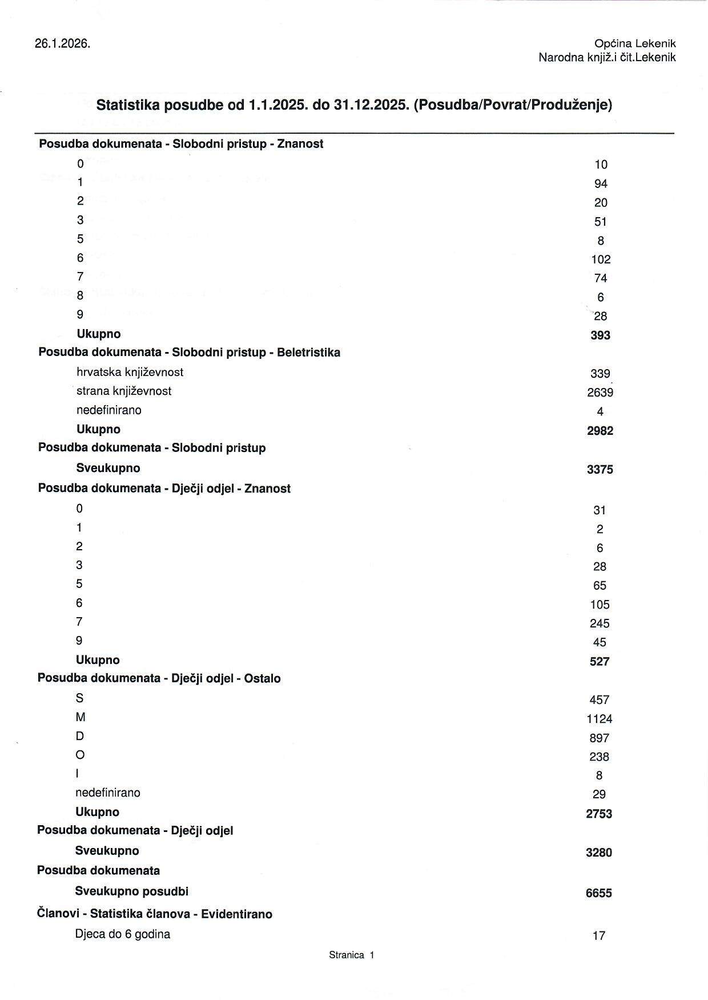 26.1.2026.
Općina Lekenik
Narodna knjiž.i čit.Lekenik
Statistika posudbe od 1.1.2025. do 31.12.2025. (Posudba/Povrat/Produženje)
Posudba dokumenata - Slobodni pristup - Znanost
0 10
1 94
2 20
3 51
5 8
6 102
7 74
8 6
9 28
Ukupno 393
Posudba dokumenata - Slobodni pristup - Beletristika
hrvatska književnost 339
strana književnost 2639
nedefinirano 4
Ukupno 2982
Posudba dokumenata - Slobodni pristup
Sveukupno 3375
Posudba dokumenata - Dječji odjel - Znanost
0 31
1 2
2 6
3 28
5 65
6 105
7 245
9 45
Ukupno 527
Posudba dokumenata - Dječji odjel - Ostalo
S 457
M 1124
D 897
O 238
I 8
nedefinirano 29
Ukupno 2753
Posudba dokumenata - Dječji odjel
Sveukupno 3280
Posudba dokumenata
Sveukupno posudbi 6655
Članovi - Statistika članova - Evidentirano
Djeca do 6 godina 17
Stranica 1